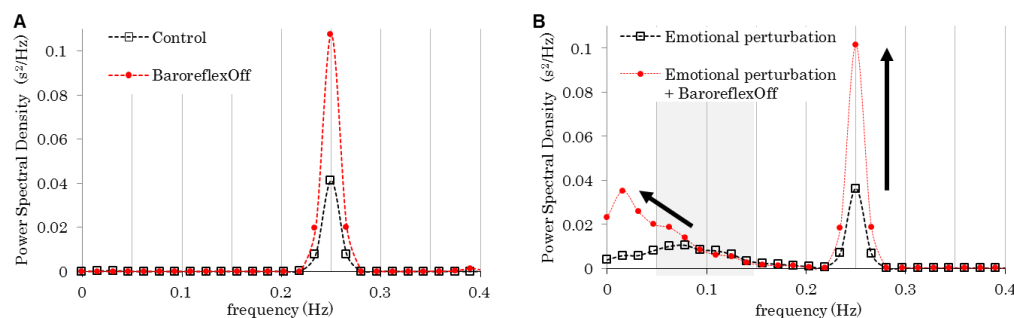 A
Power Spectral Density (s²/Hz)
0.1
0.08
0.06
0.04
0.02
0
Control
BaroreflexOff
0
0.1
0.2
0.3
0.4
frequency (Hz)
B
Power Spectral Density (s²/Hz)
0.1
0.08
0.06
0.04
0.02
0
Emotional perturbation
Emotional perturbation
+ BaroreflexOff
0
0.1
0.2
0.3
0.4
frequency (Hz)